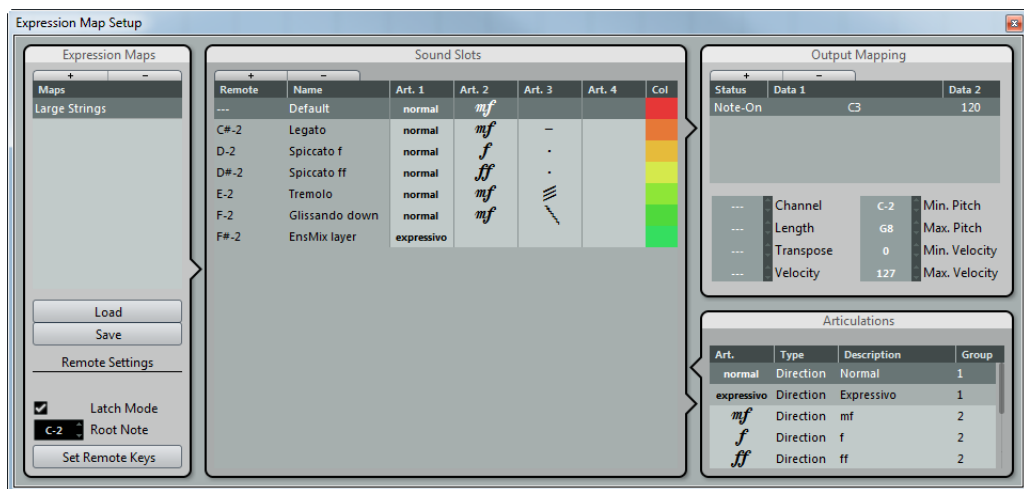 Expression Map Setup
Expression Maps
+ −
Maps
Large Strings
Load
Save
Remote Settings
Latch Mode
C-2 Root Note
Set Remote Keys
Sound Slots
+ −
Remote Name Art. 1 Art. 2 Art. 3 Art. 4 Col
--- Default normal mf
C#-2 Legato normal mf –
D-2 Spiccato f normal f .
D#-2 Spiccato ff normal ff .
E-2 Tremolo normal mf
F-2 Glissando down normal mf
F#-2 EnsMix layer expressivo
Output Mapping
+ −
Status Data 1 Data 2
Note-On C3 120
--- Channel C-2 Min. Pitch
--- Length G8 Max. Pitch
--- Transpose 0 Min. Velocity
--- Velocity 127 Max. Velocity
Articulations
Art. Type Description Group
normal Direction Normal 1
expressivo Direction Expressivo 1
mf Direction mf 2
f Direction f 2
ff Direction ff 2